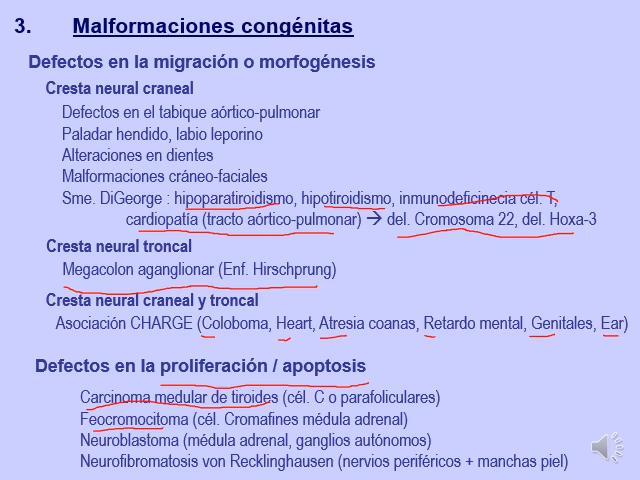 3. Malformaciones congénitas
Defectos en la migración o morfogénesis
Cresta neural craneal
Defectos en el tabique aórtico-pulmonar
Paladar hendido, labio leporino
Alteraciones en dientes
Malformaciones cráneo-faciales
Sme. DiGeorge : hipoparatiroidismo, hipotiroidismo, inmunodeficinecia cél. T,
cardiopatía (tracto aórtico-pulmonar) → del. Cromosoma 22, del. Hoxa-3
Cresta neural troncal
Megacolon aganglionar (Enf. Hirschprung)
Cresta neural craneal y troncal
Asociación CHARGE (Coloboma, Heart, Atresia coanas, Retardo mental, Genitales, Ear)
Defectos en la proliferación / apoptosis
Carcinoma medular de tiroides (cél. C o parafoliculares)
Feocromocitoma (cél. Cromafines médula adrenal)
Neuroblastoma (médula adrenal, ganglios autónomos)
Neurofibromatosis von Recklinghausen (nervios periféricos + manchas piel)